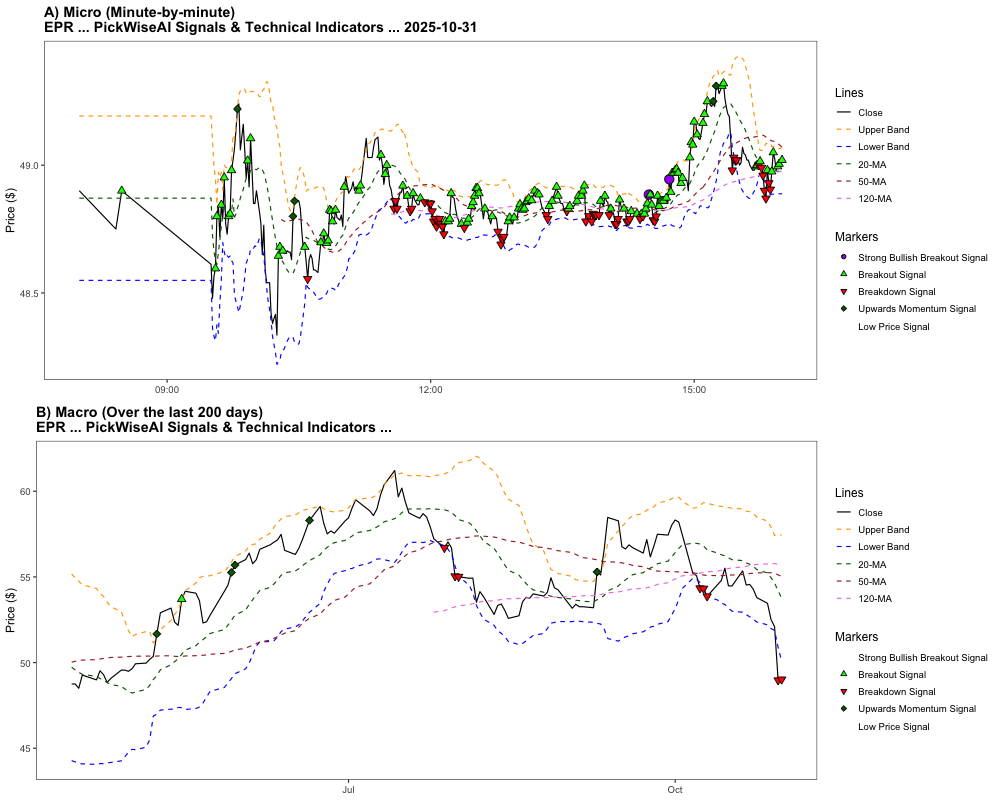 A) Micro (Minute-by-minute)
EPR ... PickWiseAI Signals & Technical Indicators ... 2025-10-31
Price ($)
49.0
48.5
09:00
12:00
15:00
Lines
Close
Upper Band
Lower Band
20-MA
50-MA
120-MA
Markers
Strong Bullish Breakout Signal
Breakout Signal
Breakdown Signal
Upwards Momentum Signal
Low Price Signal
B) Macro (Over the last 200 days)
EPR ... PickWiseAI Signals & Technical Indicators ...
Price ($)
60
55
50
45
Jul
Oct
Lines
Close
Upper Band
Lower Band
20-MA
50-MA
120-MA
Markers
Strong Bullish Breakout Signal
Breakout Signal
Breakdown Signal
Upwards Momentum Signal
Low Price Signal